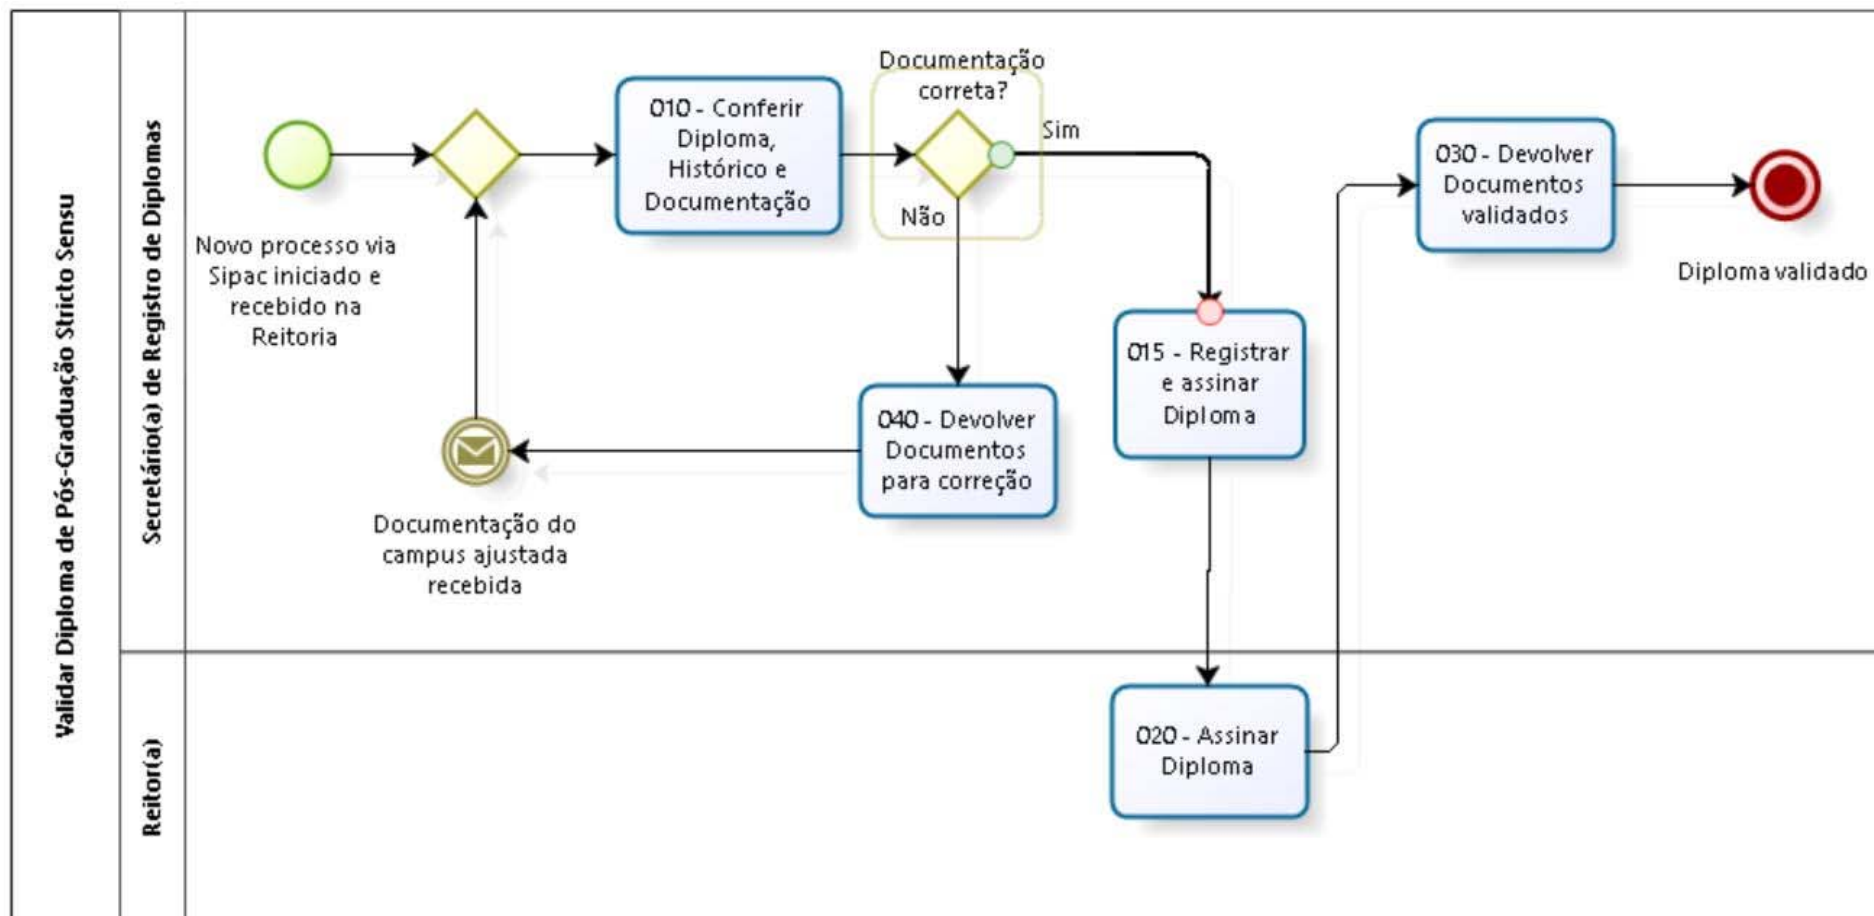 Validar Diploma de Pós-Graduação Stricto Sensu
Secretário(a) de Registro de Diplomas
Novo processo via
Sipac iniciado e
recebido na
Reitoria
010 - Conferir
Diploma,
Histórico e
Documentação
Documentação
correta?
Sim
Não
040 - Devolver
Documentos
para correção
Documentação do
campus ajustada
recebida
015 - Registrar
e assinar
Diploma
030 - Devolver
Documentos
validados
Diploma validado
Reitor(a)
020 - Assinar
Diploma